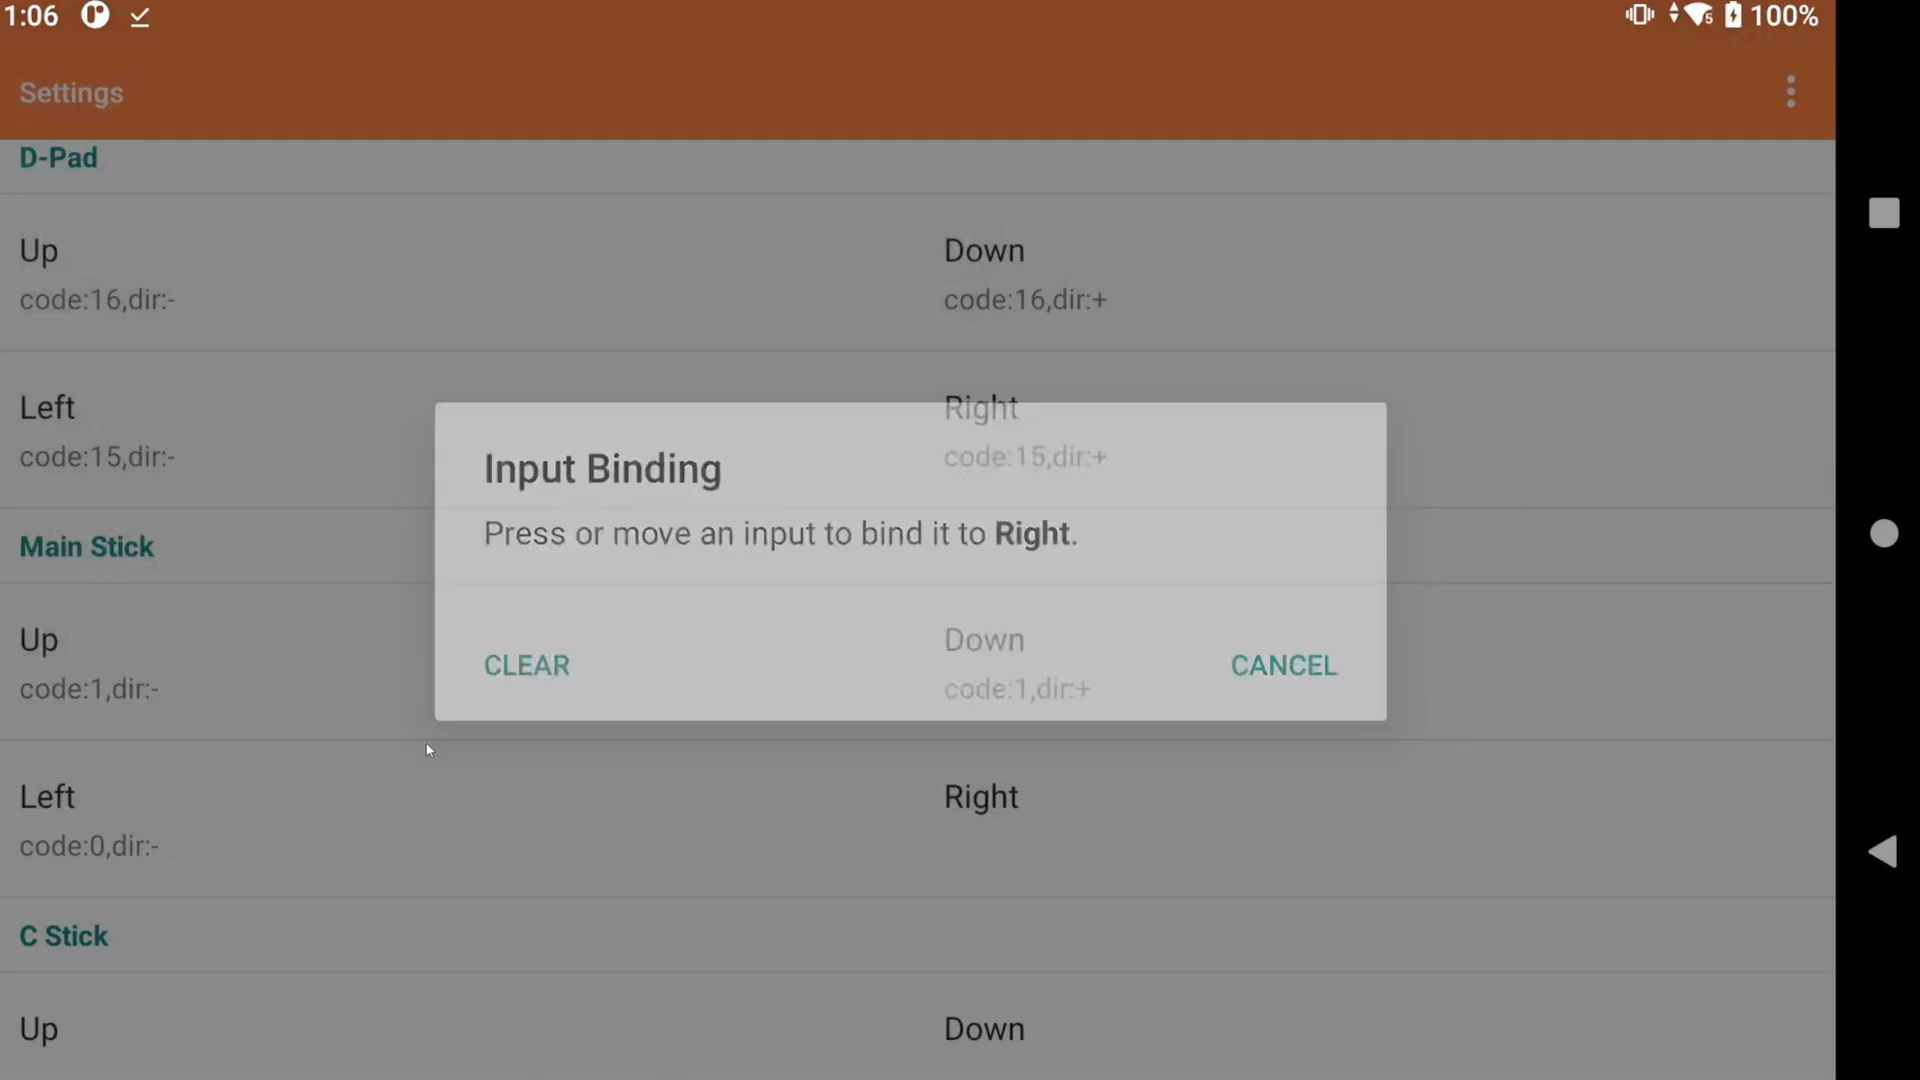 1:06
5 100%
Settings
D-Pad
Up Down
code:16,dir:- code:16,dir:+
Left Right
code:15,dir:- code:15,dir:+
Input Binding
Press or move an input to bind it to Right.
Main Stick
Up Down
CLEAR CANCEL
code:1,dir:- code:1,dir:+
Left Right
code:0,dir:-
C Stick
Up Down